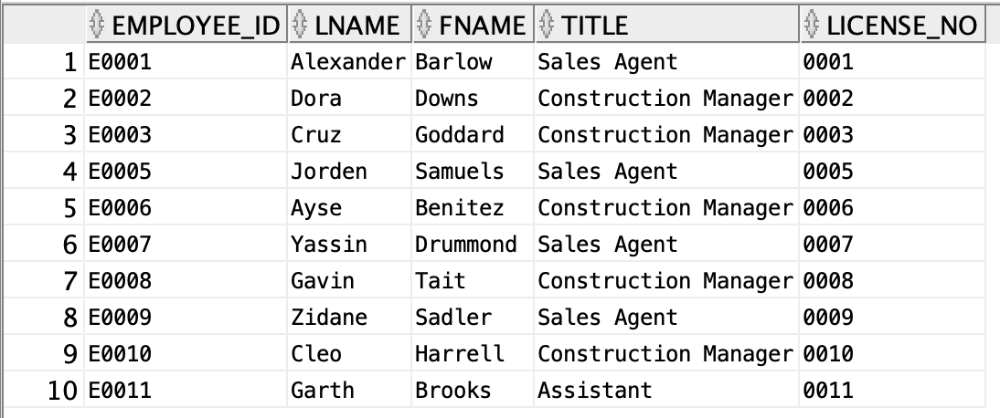 EMPLOYEE_ID LNAME FNAME TITLE LICENSE_NO
1 E0001 Alexander Barlow Sales Agent 0001
2 E0002 Dora Downs Construction Manager 0002
3 E0003 Cruz Goddard Construction Manager 0003
4 E0005 Jorden Samuels Sales Agent 0005
5 E0006 Ayse Benitez Construction Manager 0006
6 E0007 Yassin Drummond Sales Agent 0007
7 E0008 Gavin Tait Construction Manager 0008
8 E0009 Zidane Sadler Sales Agent 0009
9 E0010 Cleo Harrell Construction Manager 0010
10 E0011 Garth Brooks Assistant 0011